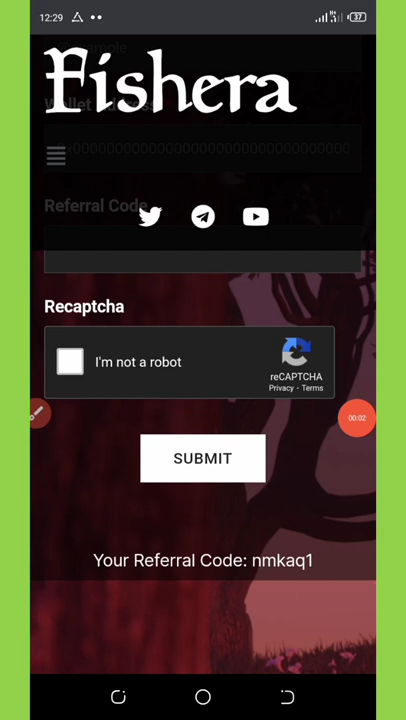 12:29
37
Fishera
Wallet address
Referral Code
Recaptcha
I'm not a robot
reCAPTCHA
Privacy - Terms
00:02
SUBMIT
Your Referral Code: nmkaq1